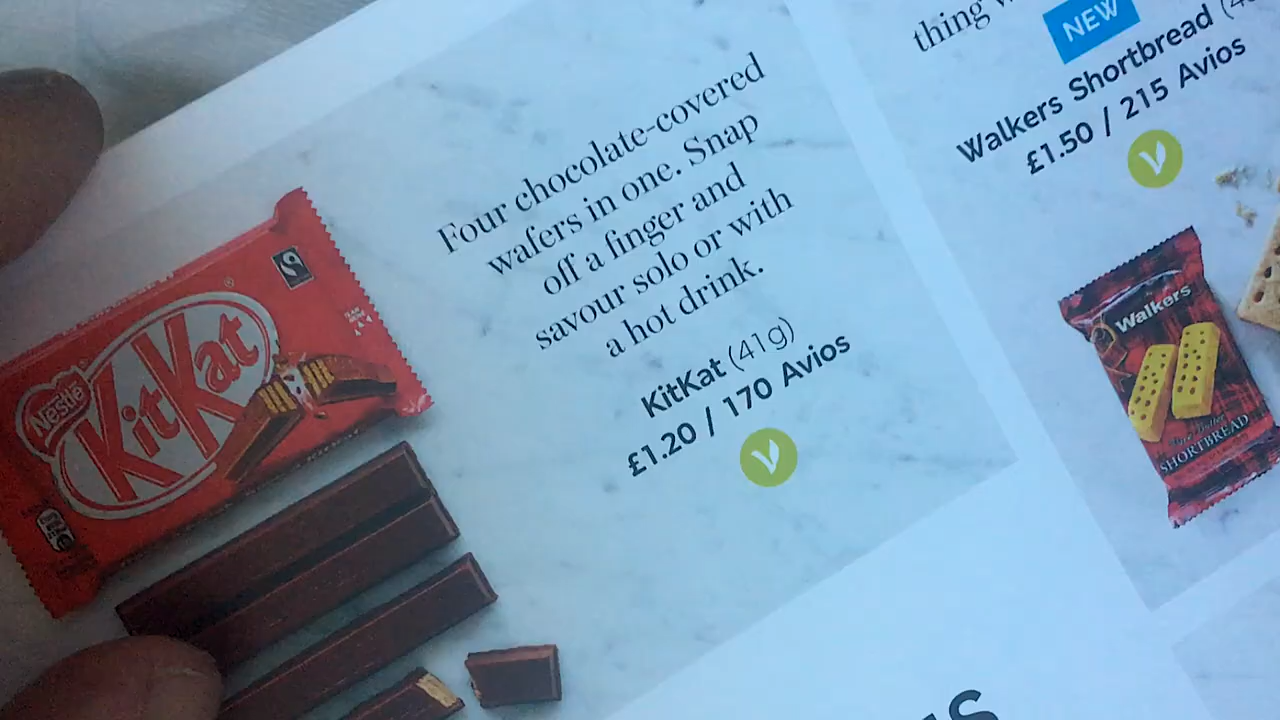 Four chocolate-covered
wafers in one. Snap
off a finger and
savour solo or with
a hot drink.
KitKat (41g)
£1.20 / 170 Avios
Nestlé
KitKat
thing
NEW
Walkers Shortbread
£1.50 / 215 Avios
Walkers
SHORTBREAD